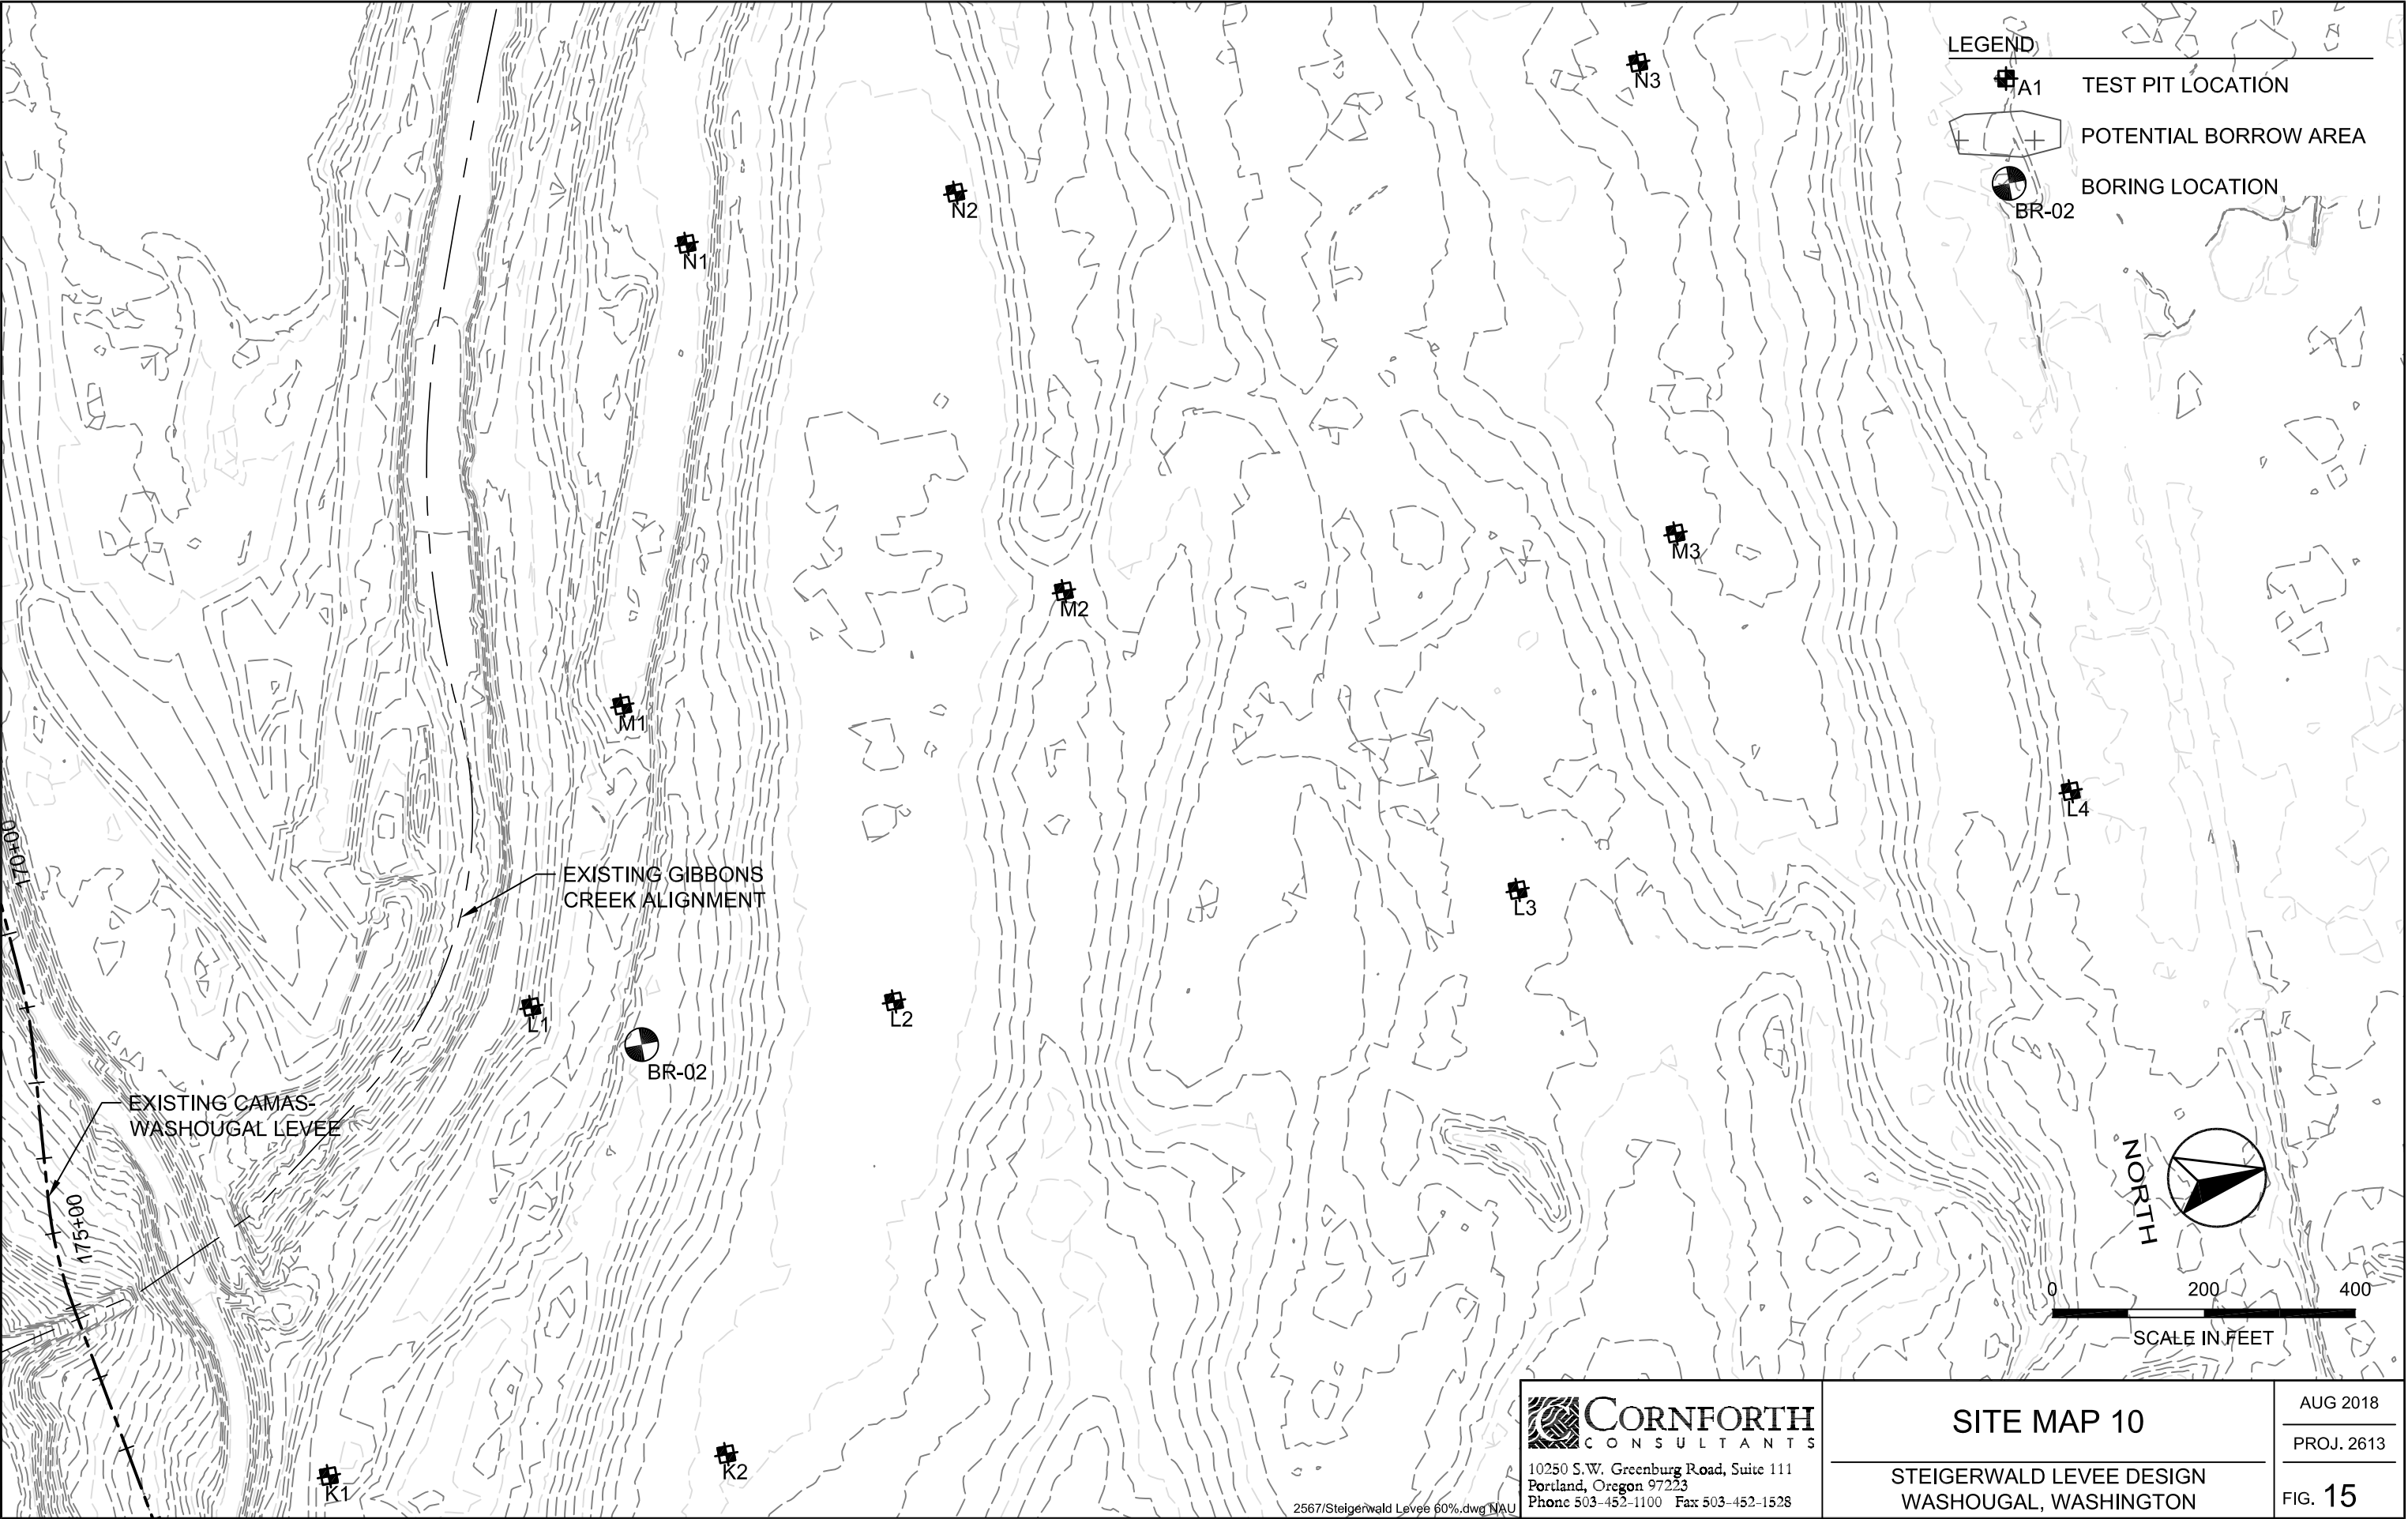 LEGEND
A1 TEST PIT LOCATION
POTENTIAL BORROW AREA
BORING LOCATION
BR-02
N3
N2
N1
M3
M2
M1
L4
170+00
EXISTING GIBBONS
CREEK ALIGNMENT
L3
L2
L1
BR-02
EXISTING CAMAS-
WASHOUGAL LEVEE
175+00
NORTH
0 200 400
SCALE IN FEET
K2
K1
2567/Steigerwald Levee 60%.dwg NAU
CORNFORTH
CONSULTANTS
10250 S.W. Greenburg Road, Suite 111
Portland, Oregon 97223
Phone 503-452-1100 Fax 503-452-1528
SITE MAP 10
STEIGERWALD LEVEE DESIGN
WASHOUGAL, WASHINGTON
AUG 2018
PROJ. 2613
FIG. 15